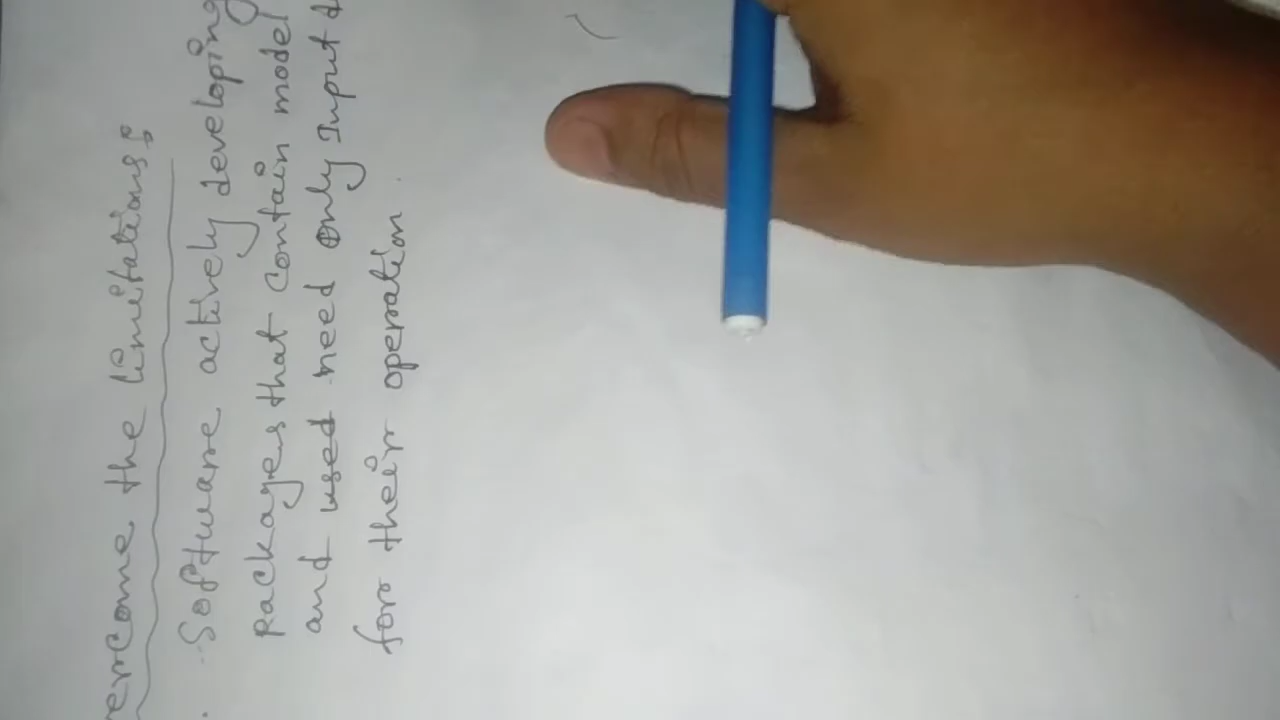 ercome the limitations:
. Software actively developing
packages that contain model
and used need only Input d
for their operation.